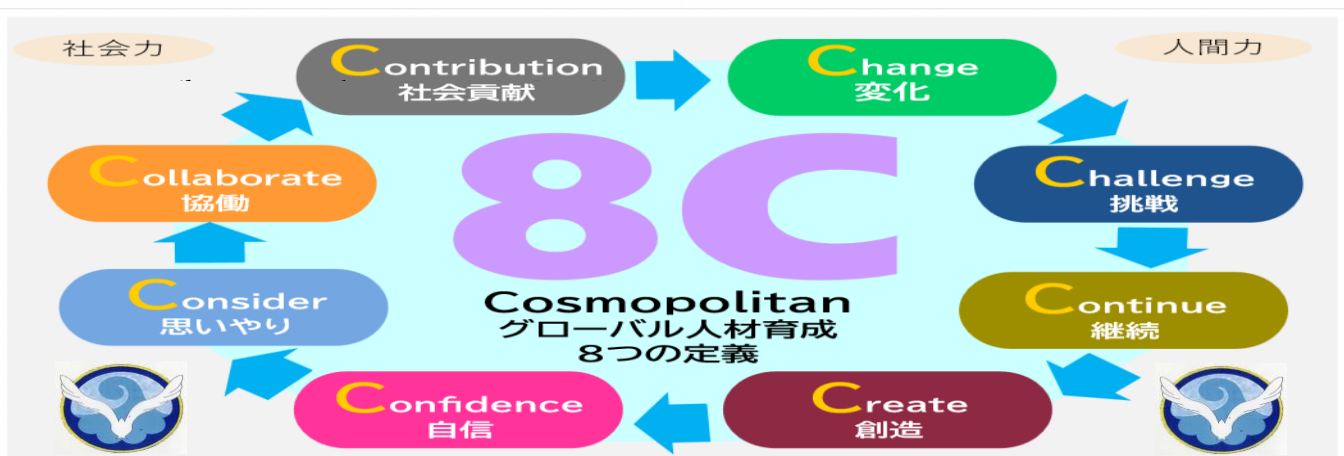 社会力
人間力
Contribution
社会貢献
Change
変化
Challenge
挑戦
Continue
継続
Create
創造
Confidence
自信
Consider
思いやり
Collaborate
協働
8C
Cosmopolitan
グローバル人材育成
8つの定義